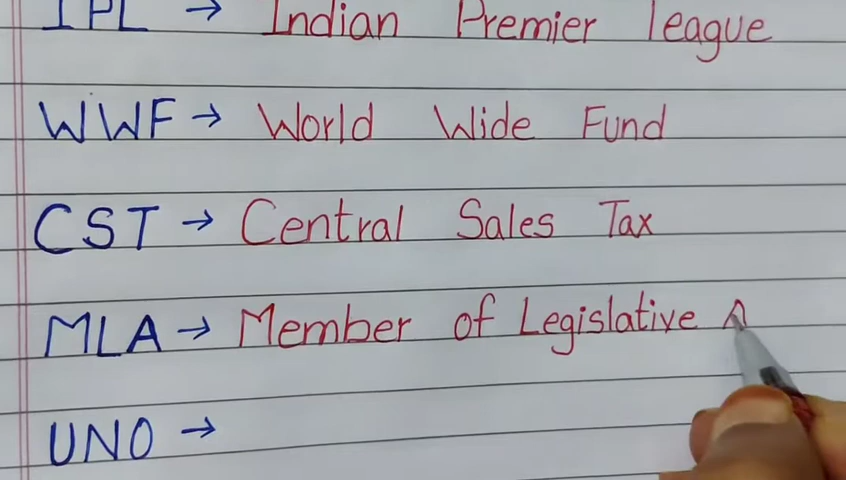 IPL → Indian Premier league
WWF → World Wide Fund
CST → Central Sales Tax
MLA → Member of Legislative A
UNO →